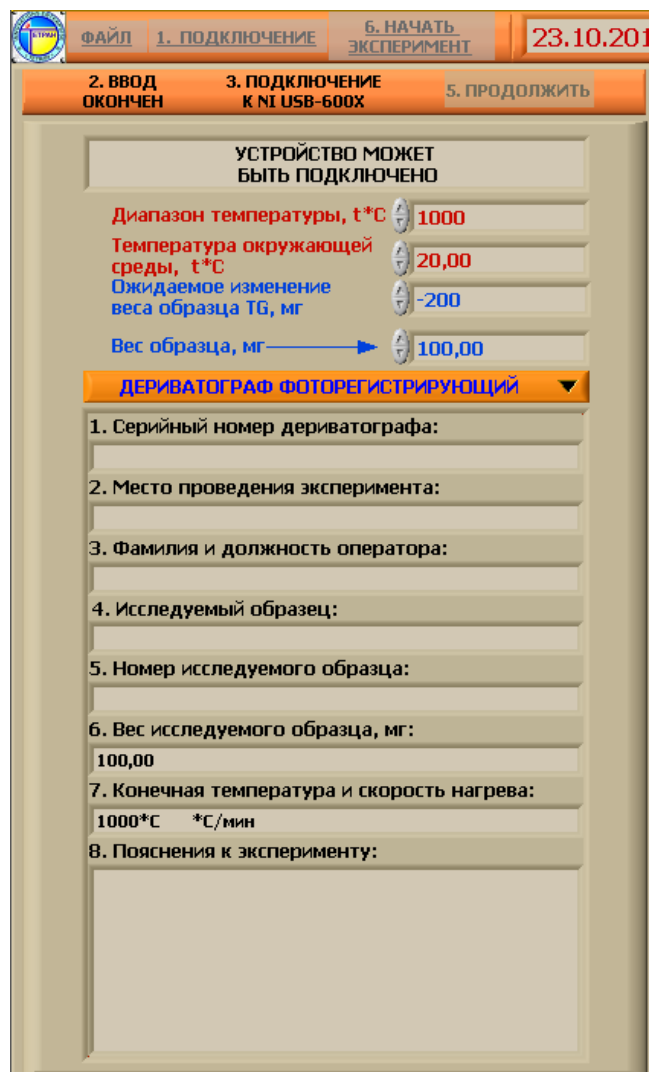 ФАЙЛ 1. ПОДКЛЮЧЕНИЕ 6. НАЧАТЬ ЭКСПЕРИМЕНТ 23.10.201
2. ВВОД ОКОНЧЕН 3. ПОДКЛЮЧЕНИЕ К NI USB-600X 5. ПРОДОЛЖИТЬ
УСТРОЙСТВО МОЖЕТ
БЫТЬ ПОДКЛЮЧЕНО
Диапазон температуры, t*C 1000
Температура окружающей
среды, t*C 20,00
Ожидаемое изменение
веса образца TG, мг -200
Вес образца, мг 100,00
ДЕРИВАТОГРАФ ФОТОРЕГИСТРИРУЮЩИЙ
1. Серийный номер дериватографа:
2. Место проведения эксперимента:
3. Фамилия и должность оператора:
4. Исследуемый образец:
5. Номер исследуемого образца:
6. Вес исследуемого образца, мг:
100,00
7. Конечная температура и скорость нагрева:
1000*C *C/мин
8. Пояснения к эксперименту: